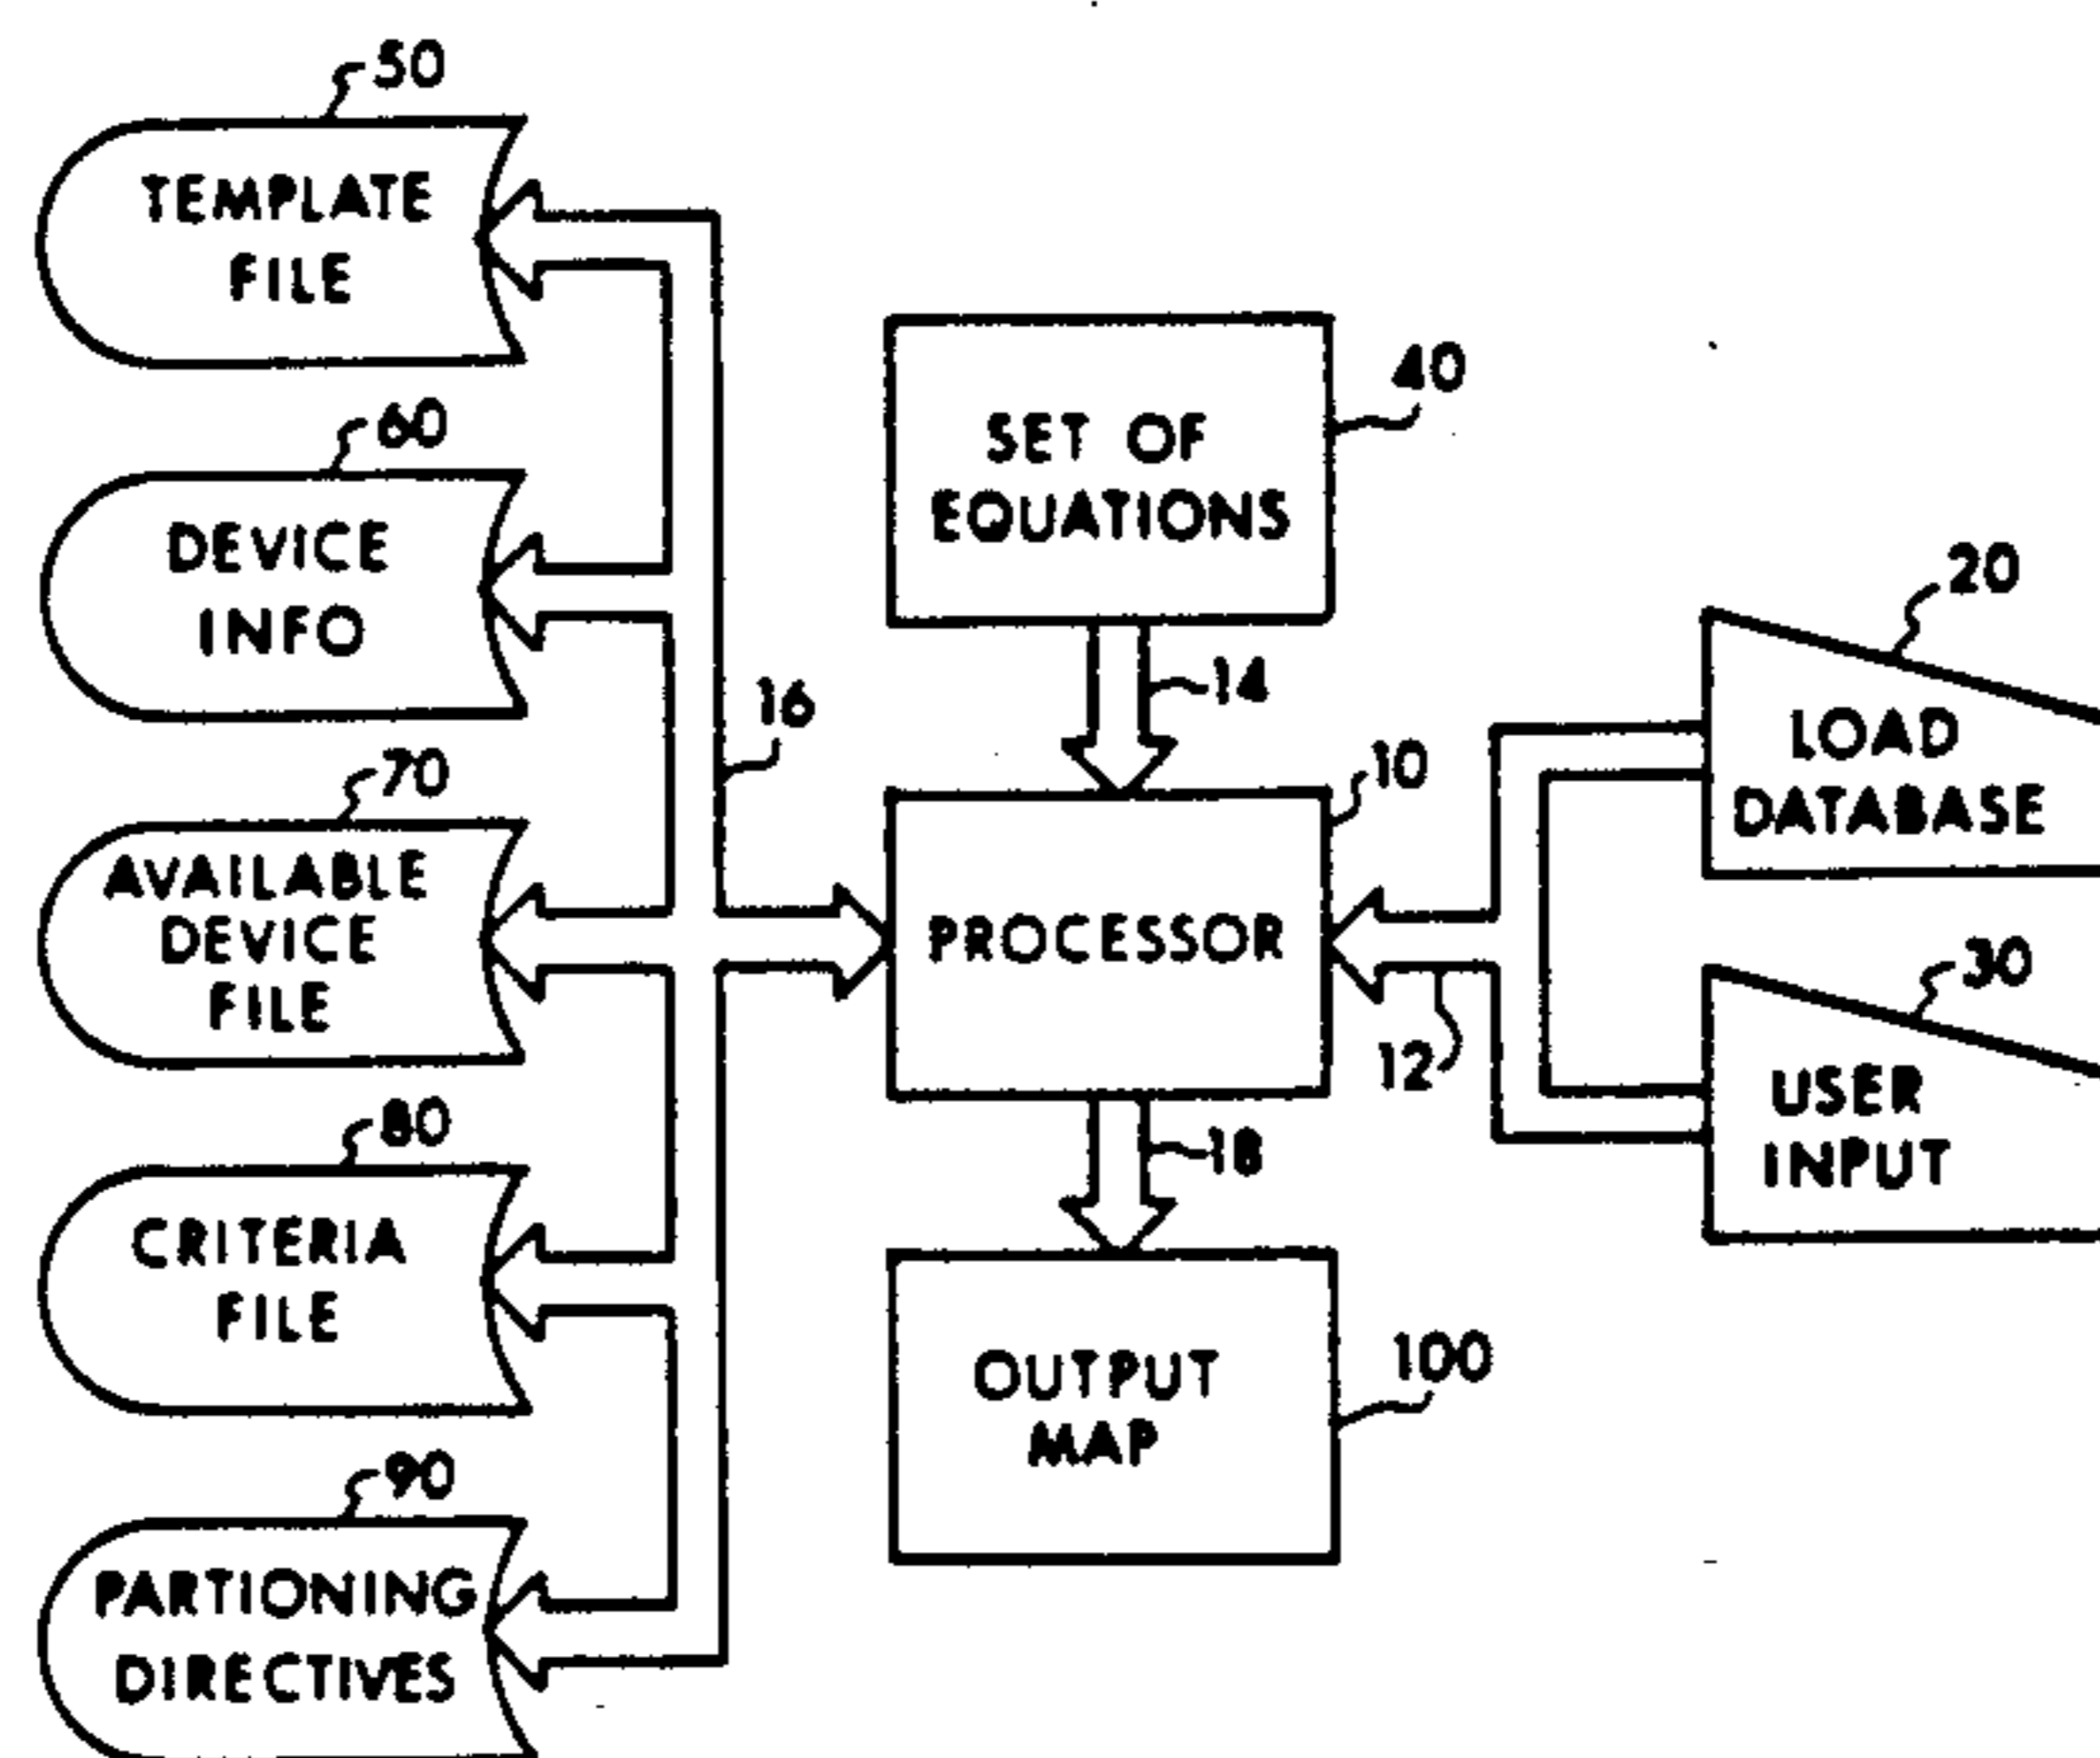 50
TEMPLATE
FILE
60
DEVICE
INFO
70
AVAILABLE
DEVICE
FILE
80
CRITERIA
FILE
90
PARTIONING
DIRECTIVES
16
SET OF
EQUATIONS
40
14
10
PROCESSOR
12
18
OUTPUT
MAP
100
20
LOAD
DATABASE
30
USER
INPUT